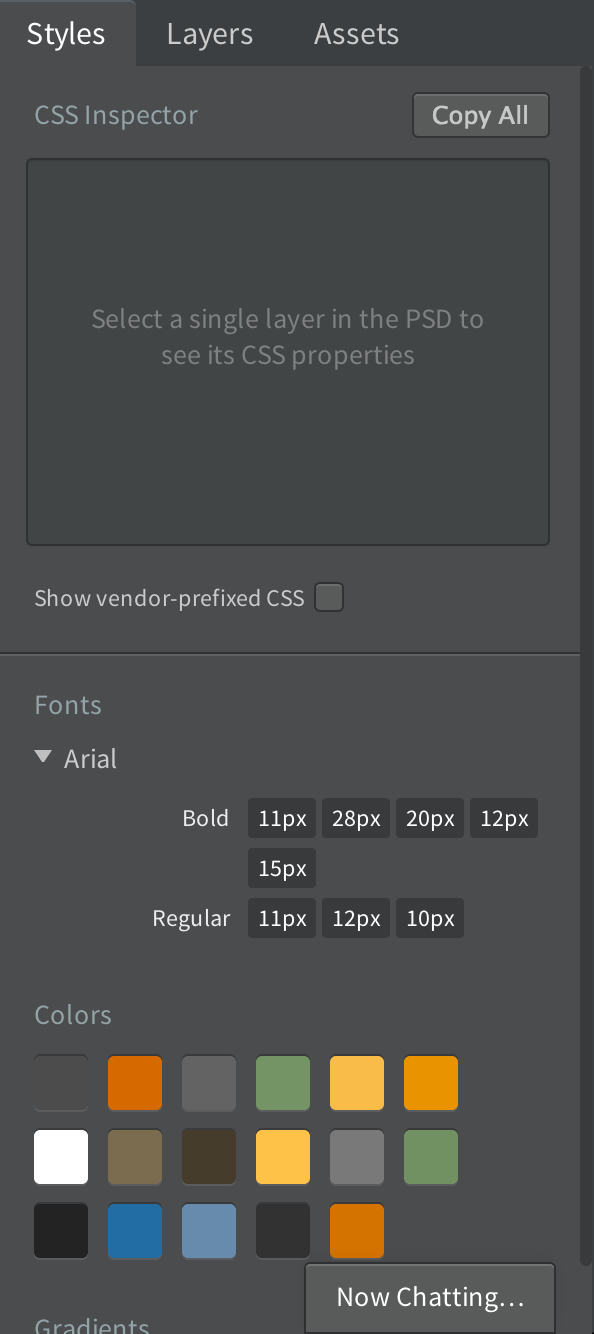 Styles Layers Assets
CSS Inspector Copy All
Select a single layer in the PSD to
see its CSS properties
Show vendor-prefixed CSS
Fonts
Arial
Bold 11px 28px 20px 12px
15px
Regular 11px 12px 10px
Colors
Now Chatting...
Gradients